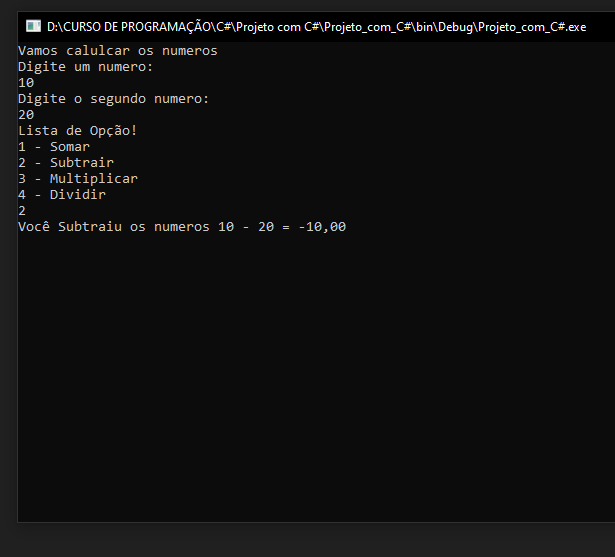 D:\CURSO DE PROGRAMAÇÃO\C#\Projeto com C#\Projeto_com_C#\bin\Debug\Projeto_com_C#.exe
Vamos calulcar os numeros
Digite um numero:
10
Digite o segundo numero:
20
Lista de Opção!
1 - Somar
2 - Subtrair
3 - Multiplicar
4 - Dividir
2
Você Subtraiu os numeros 10 - 20 = -10,00